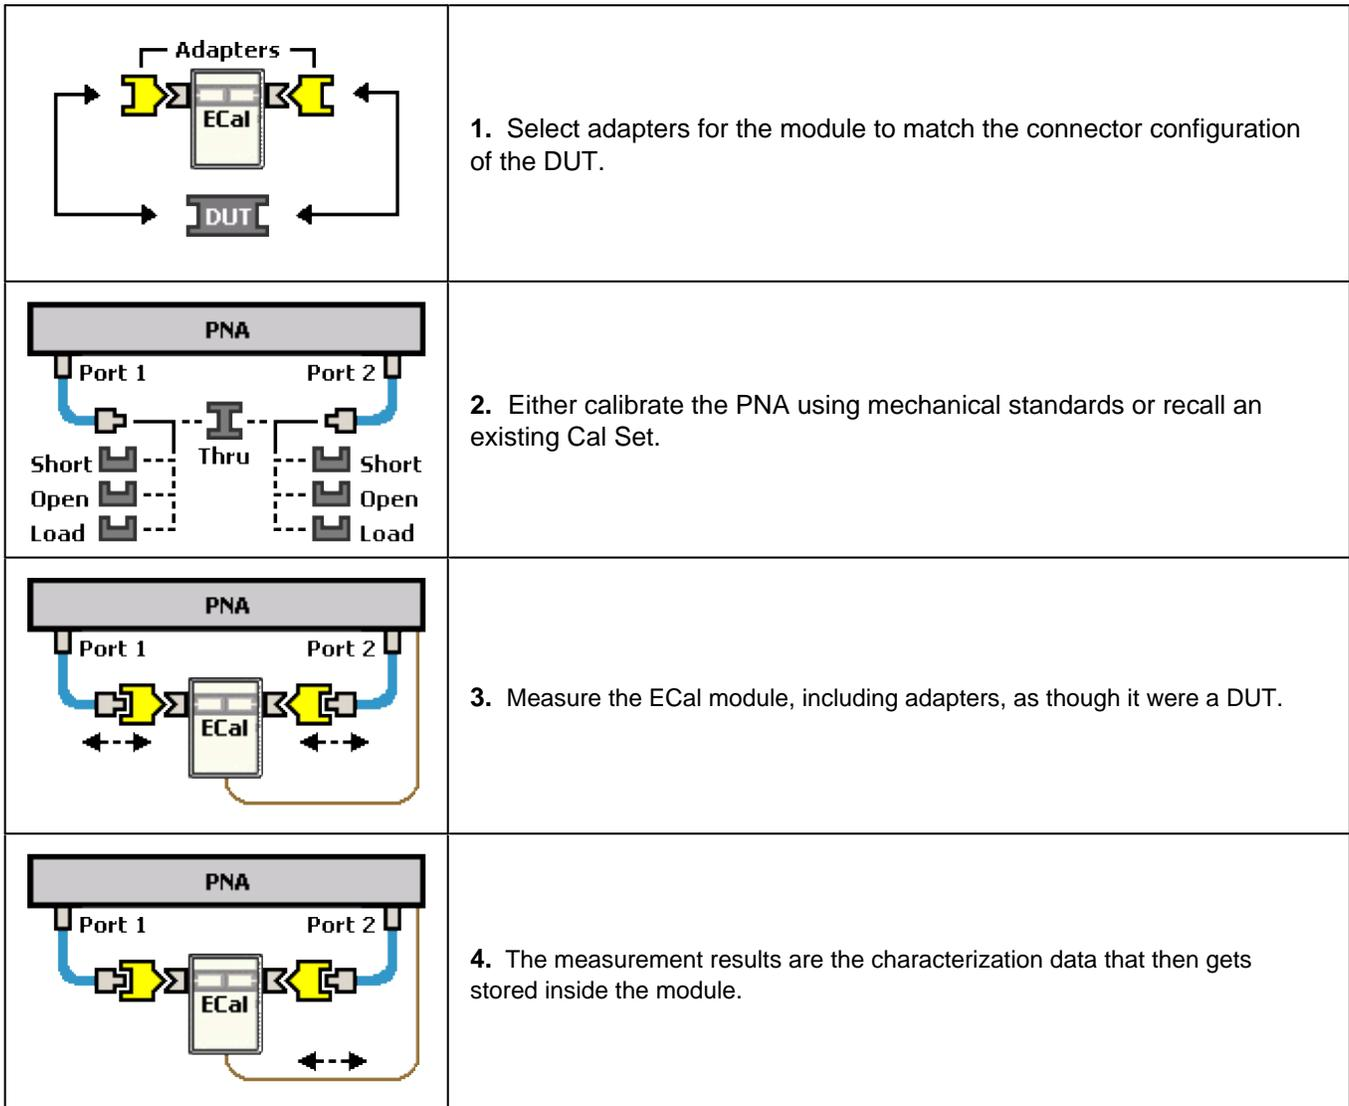 Adapters
ECal
DUT
1. Select adapters for the module to match the connector configuration
of the DUT.
PNA
Port 1 Port 2
Thru
Short Short
Open Open
Load Load
2. Either calibrate the PNA using mechanical standards or recall an
existing Cal Set.
PNA
Port 1 Port 2
ECal
3. Measure the ECal module, including adapters, as though it were a DUT.
PNA
Port 1 Port 2
ECal
4. The measurement results are the characterization data that then gets
stored inside the module.